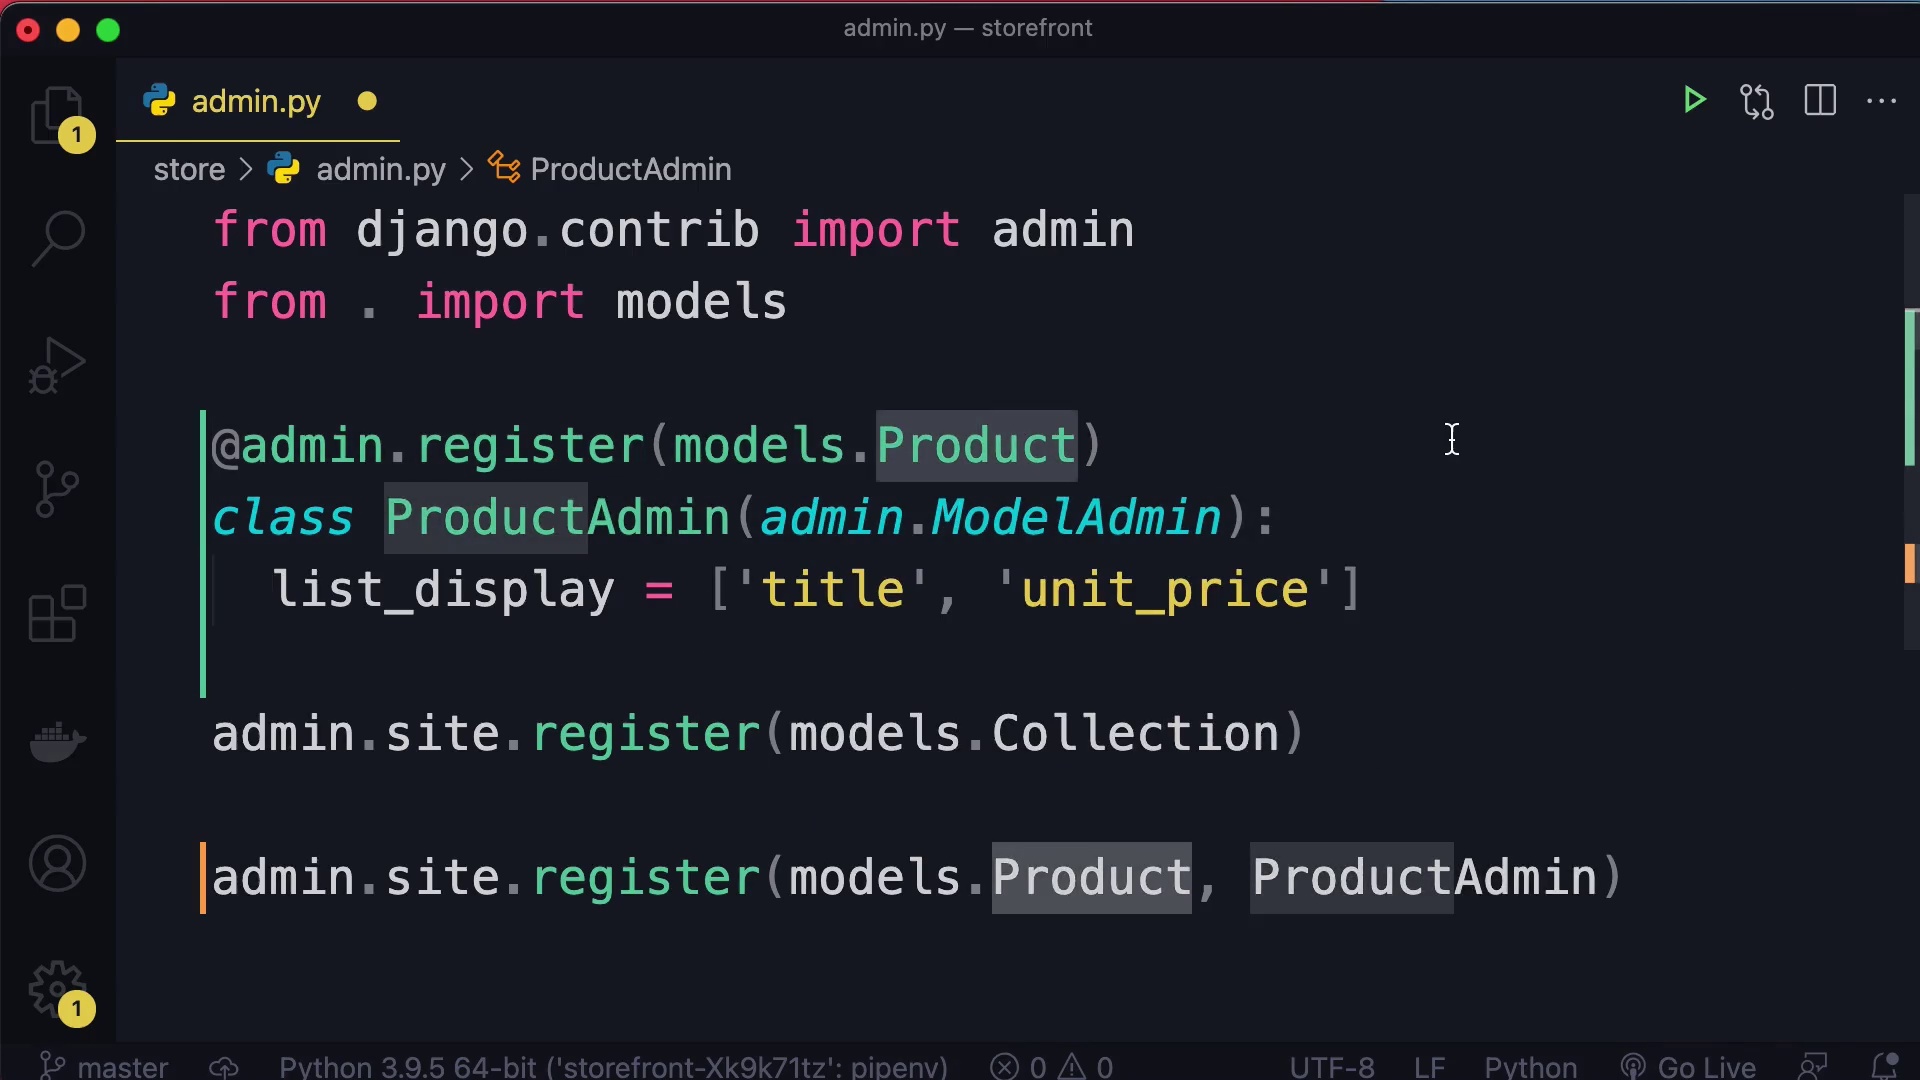 admin.py — storefront
admin.py
1
store > admin.py > ProductAdmin
from django.contrib import admin
from . import models
@admin.register(models.Product)
class ProductAdmin(admin.ModelAdmin):
list_display = ['title', 'unit_price']
admin.site.register(models.Collection)
admin.site.register(models.Product, ProductAdmin)
1
master Python 3.9.5 64-bit ('storefront-Xk9k71tz': pipenv) 0 0 UTF-8 LF Python Go Live